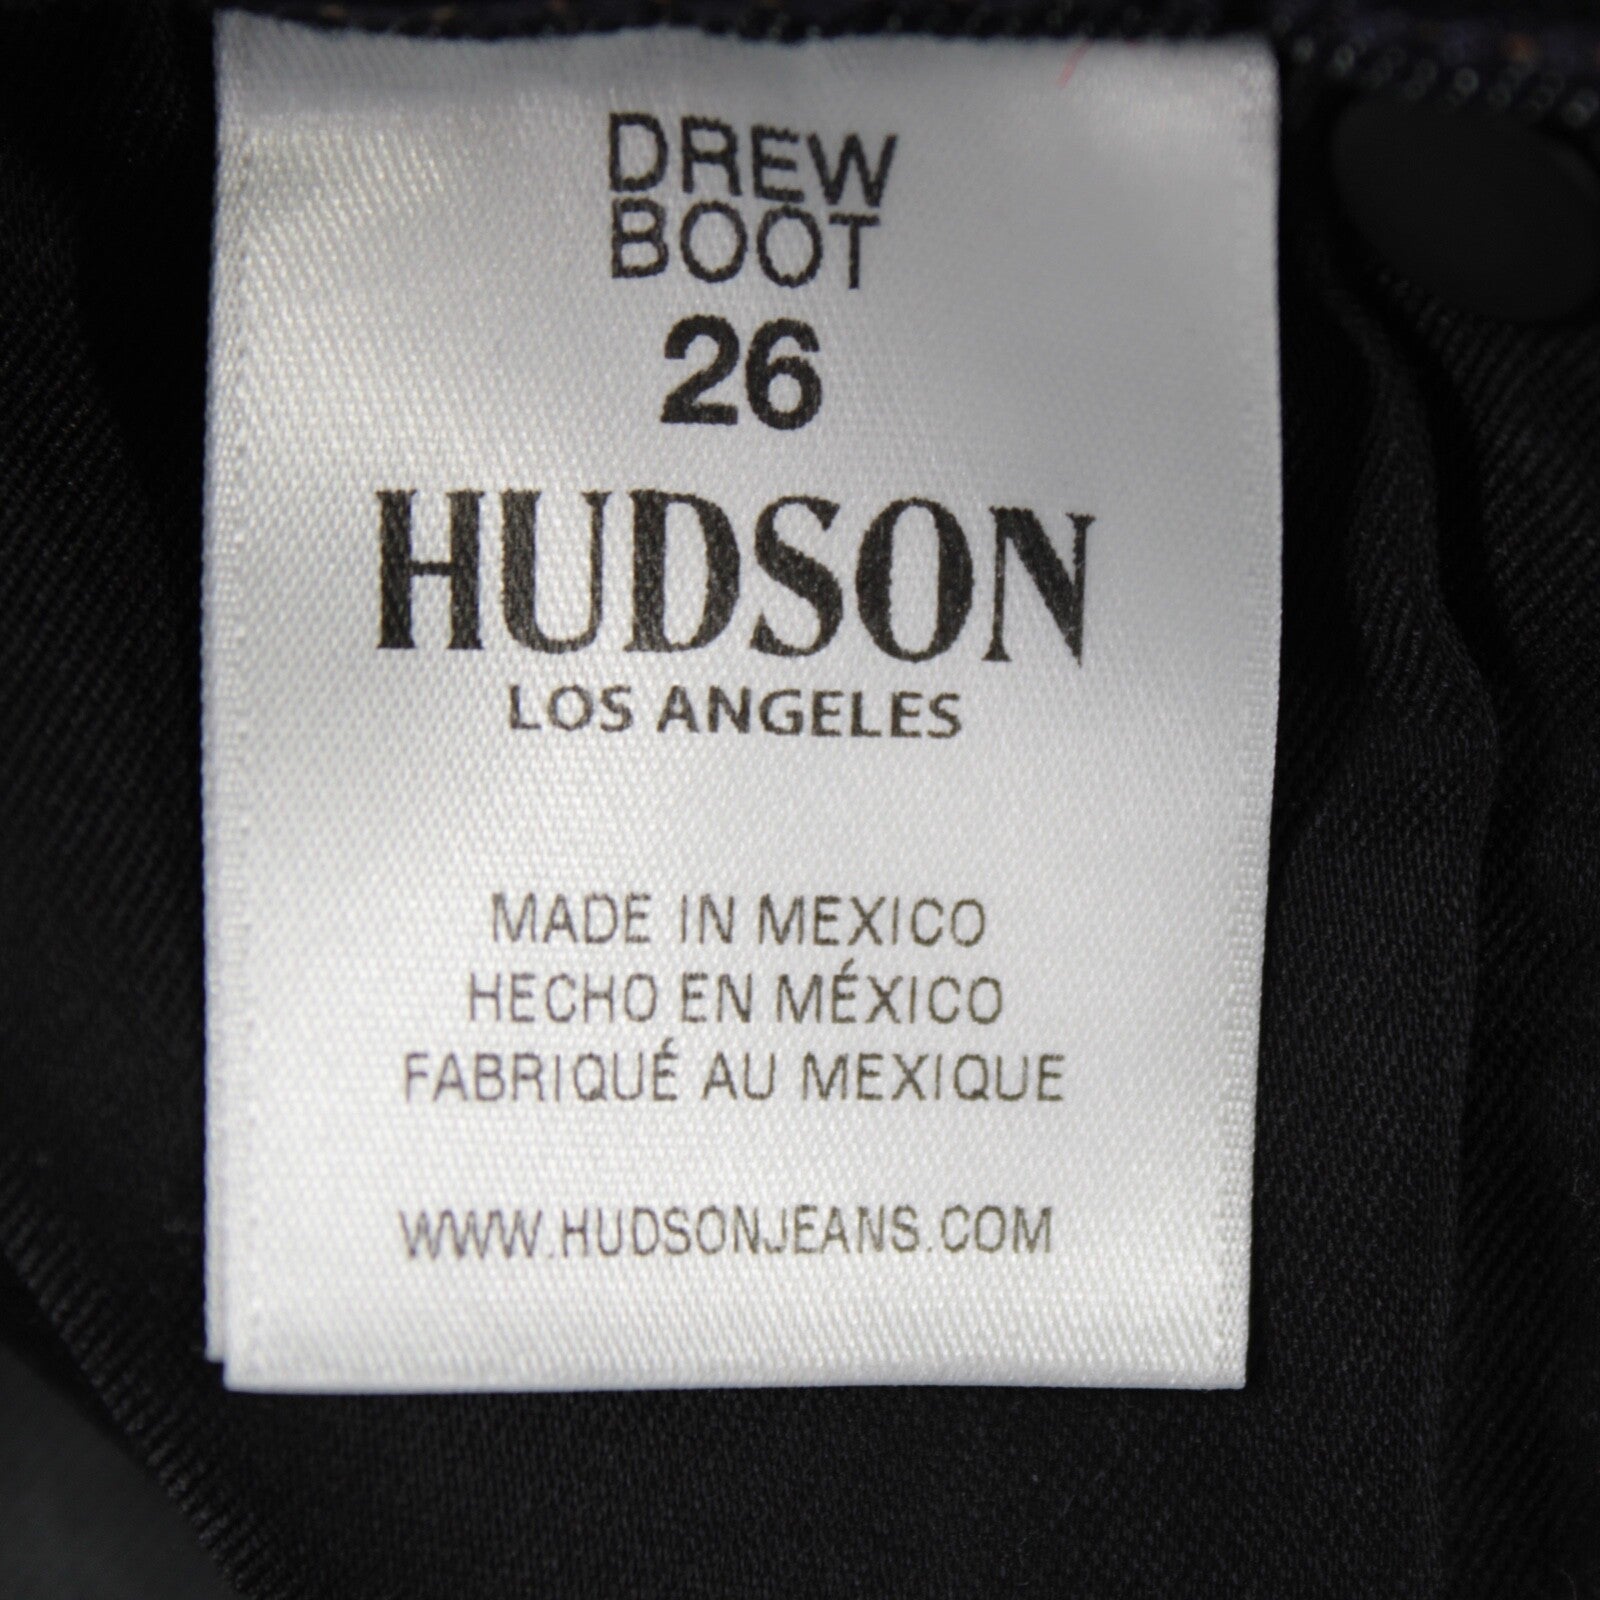 DREW
BOOT
26
HUDSON
LOS ANGELES
MADE IN MEXICO
HECHO EN MÉXICO
FABRIQUÉ AU MEXIQUE
WWW.HUDSONJEANS.COM